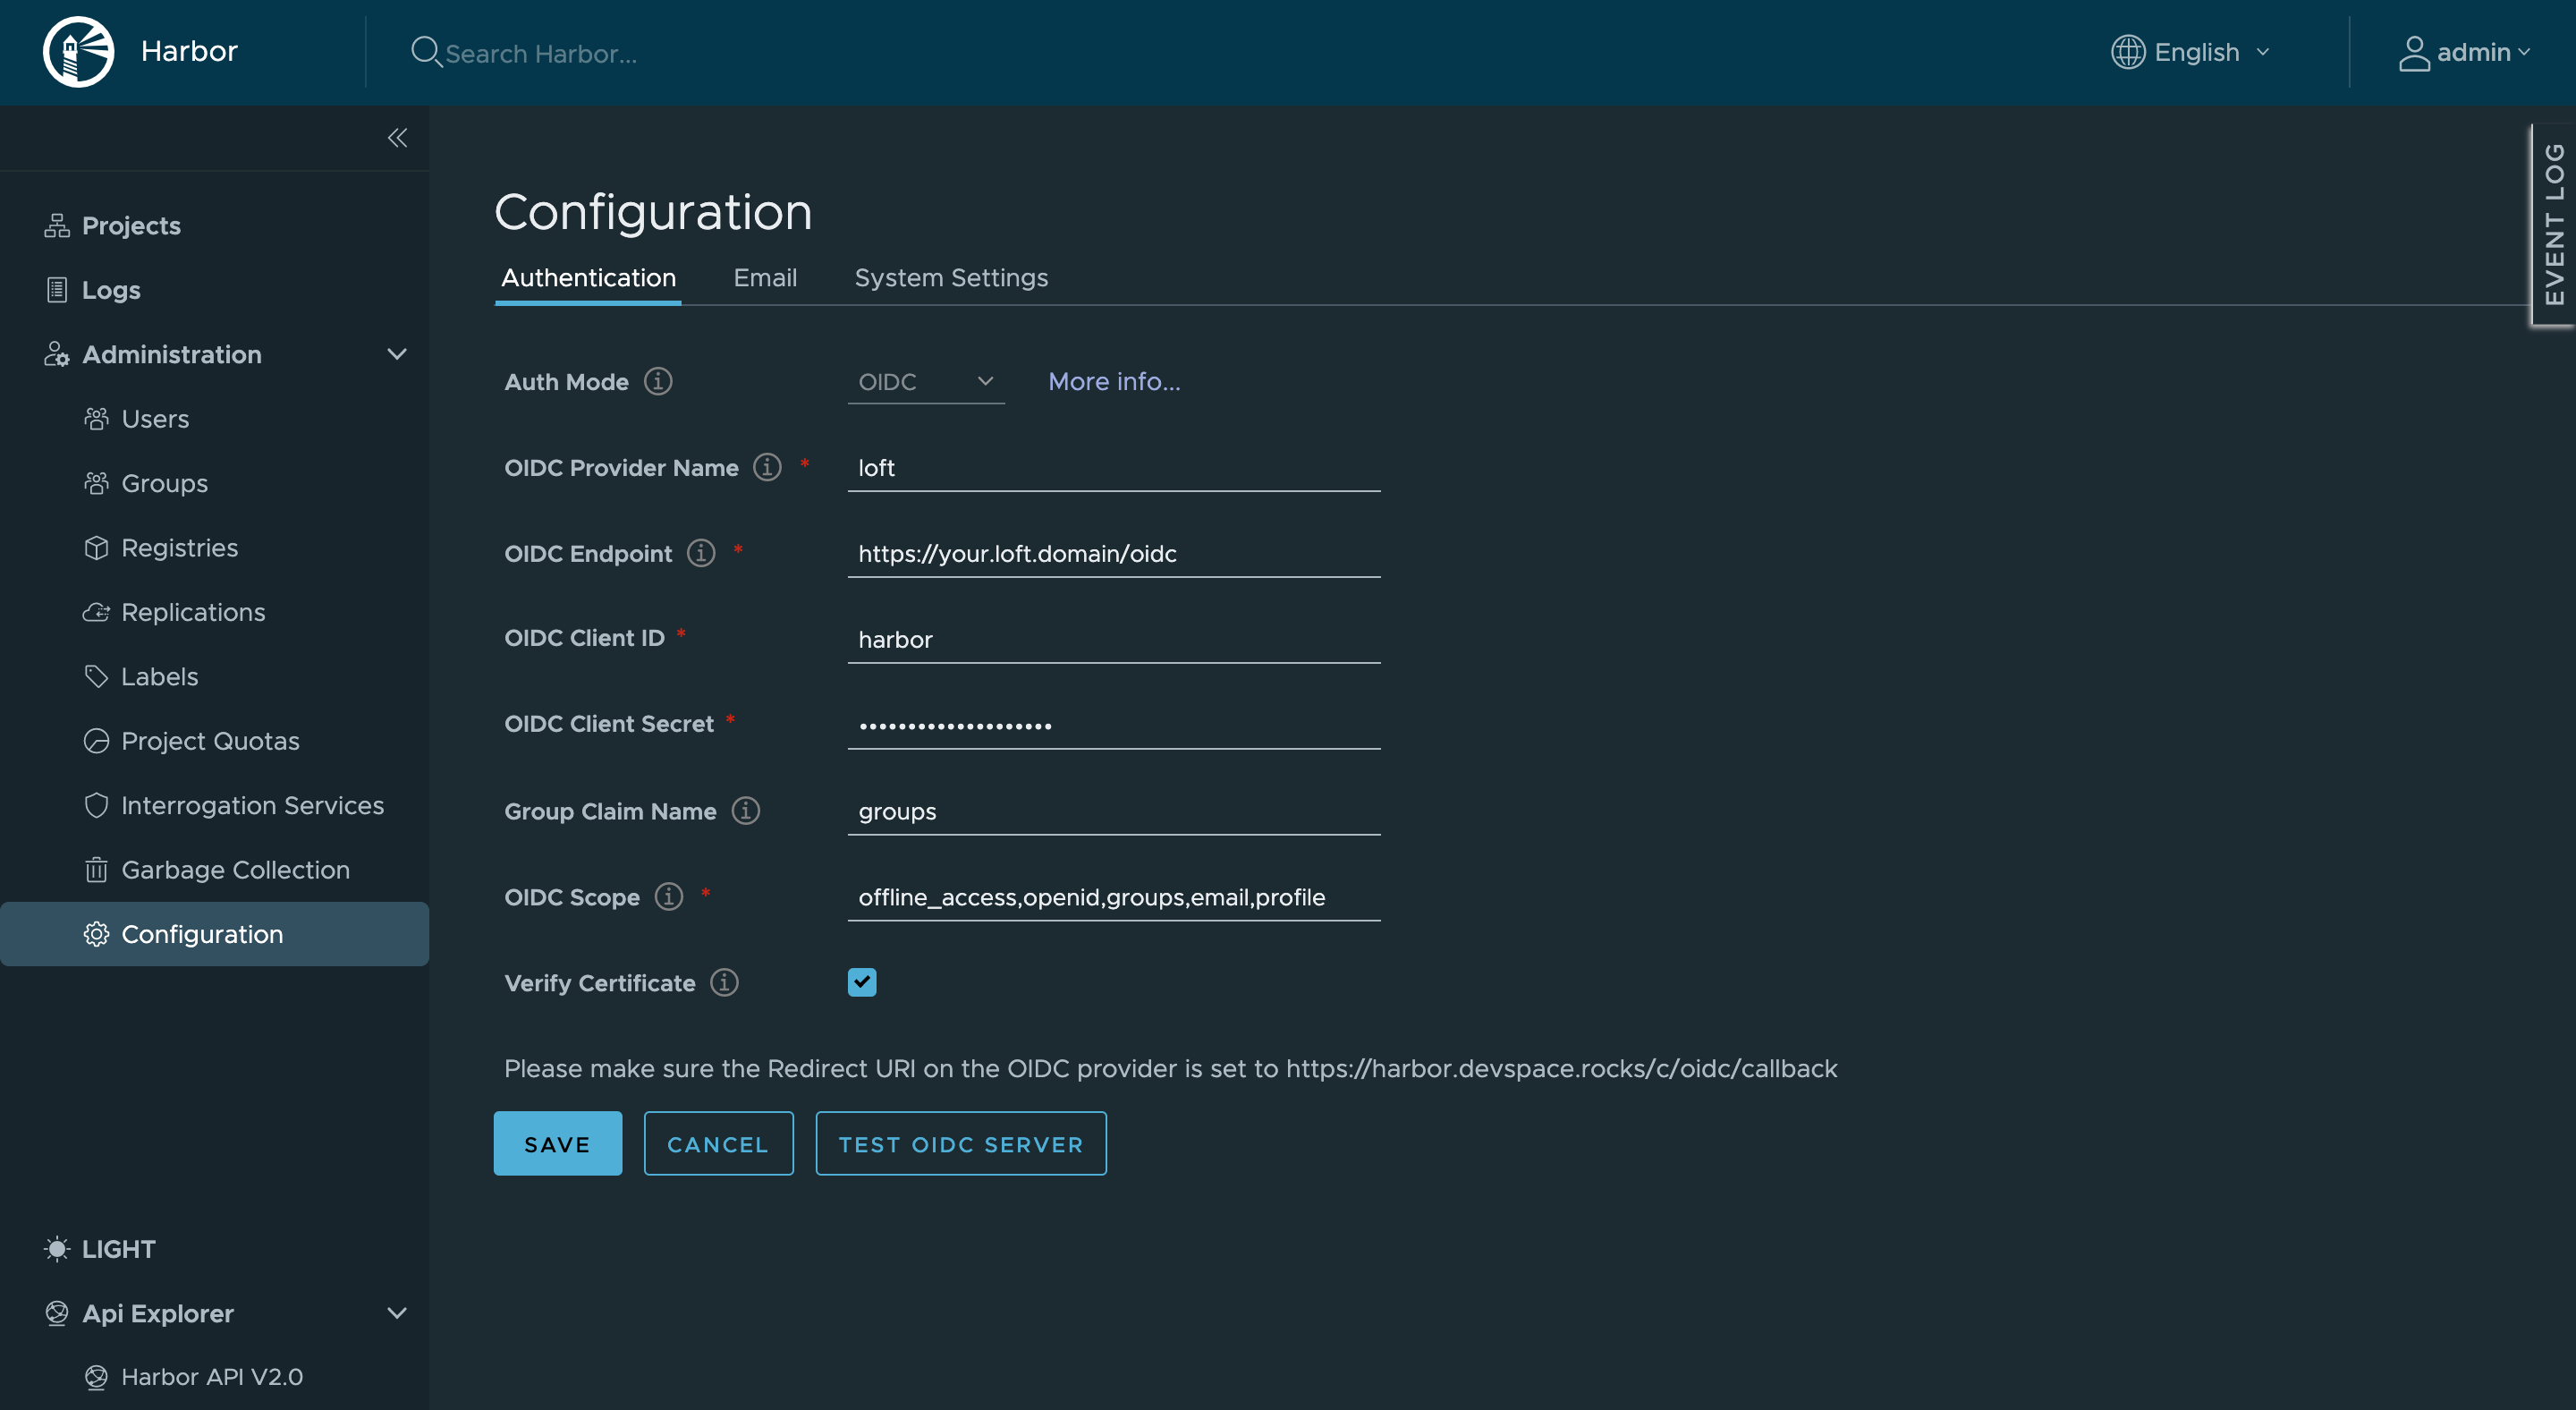 Harbor
Search Harbor...
English
admin
EVENT LOG
Projects
Logs
Administration
Users
Groups
Registries
Replications
Labels
Project Quotas
Interrogation Services
Garbage Collection
Configuration
LIGHT
Api Explorer
Harbor API V2.0
Configuration
Authentication Email System Settings
Auth Mode OIDC More info...
OIDC Provider Name * loft
OIDC Endpoint * https://your.loft.domain/oidc
OIDC Client ID * harbor
OIDC Client Secret * ••••••••••••••••••••
Group Claim Name groups
OIDC Scope * offline_access,openid,groups,email,profile
Verify Certificate
Please make sure the Redirect URI on the OIDC provider is set to https://harbor.devspace.rocks/c/oidc/callback
SAVE CANCEL TEST OIDC SERVER